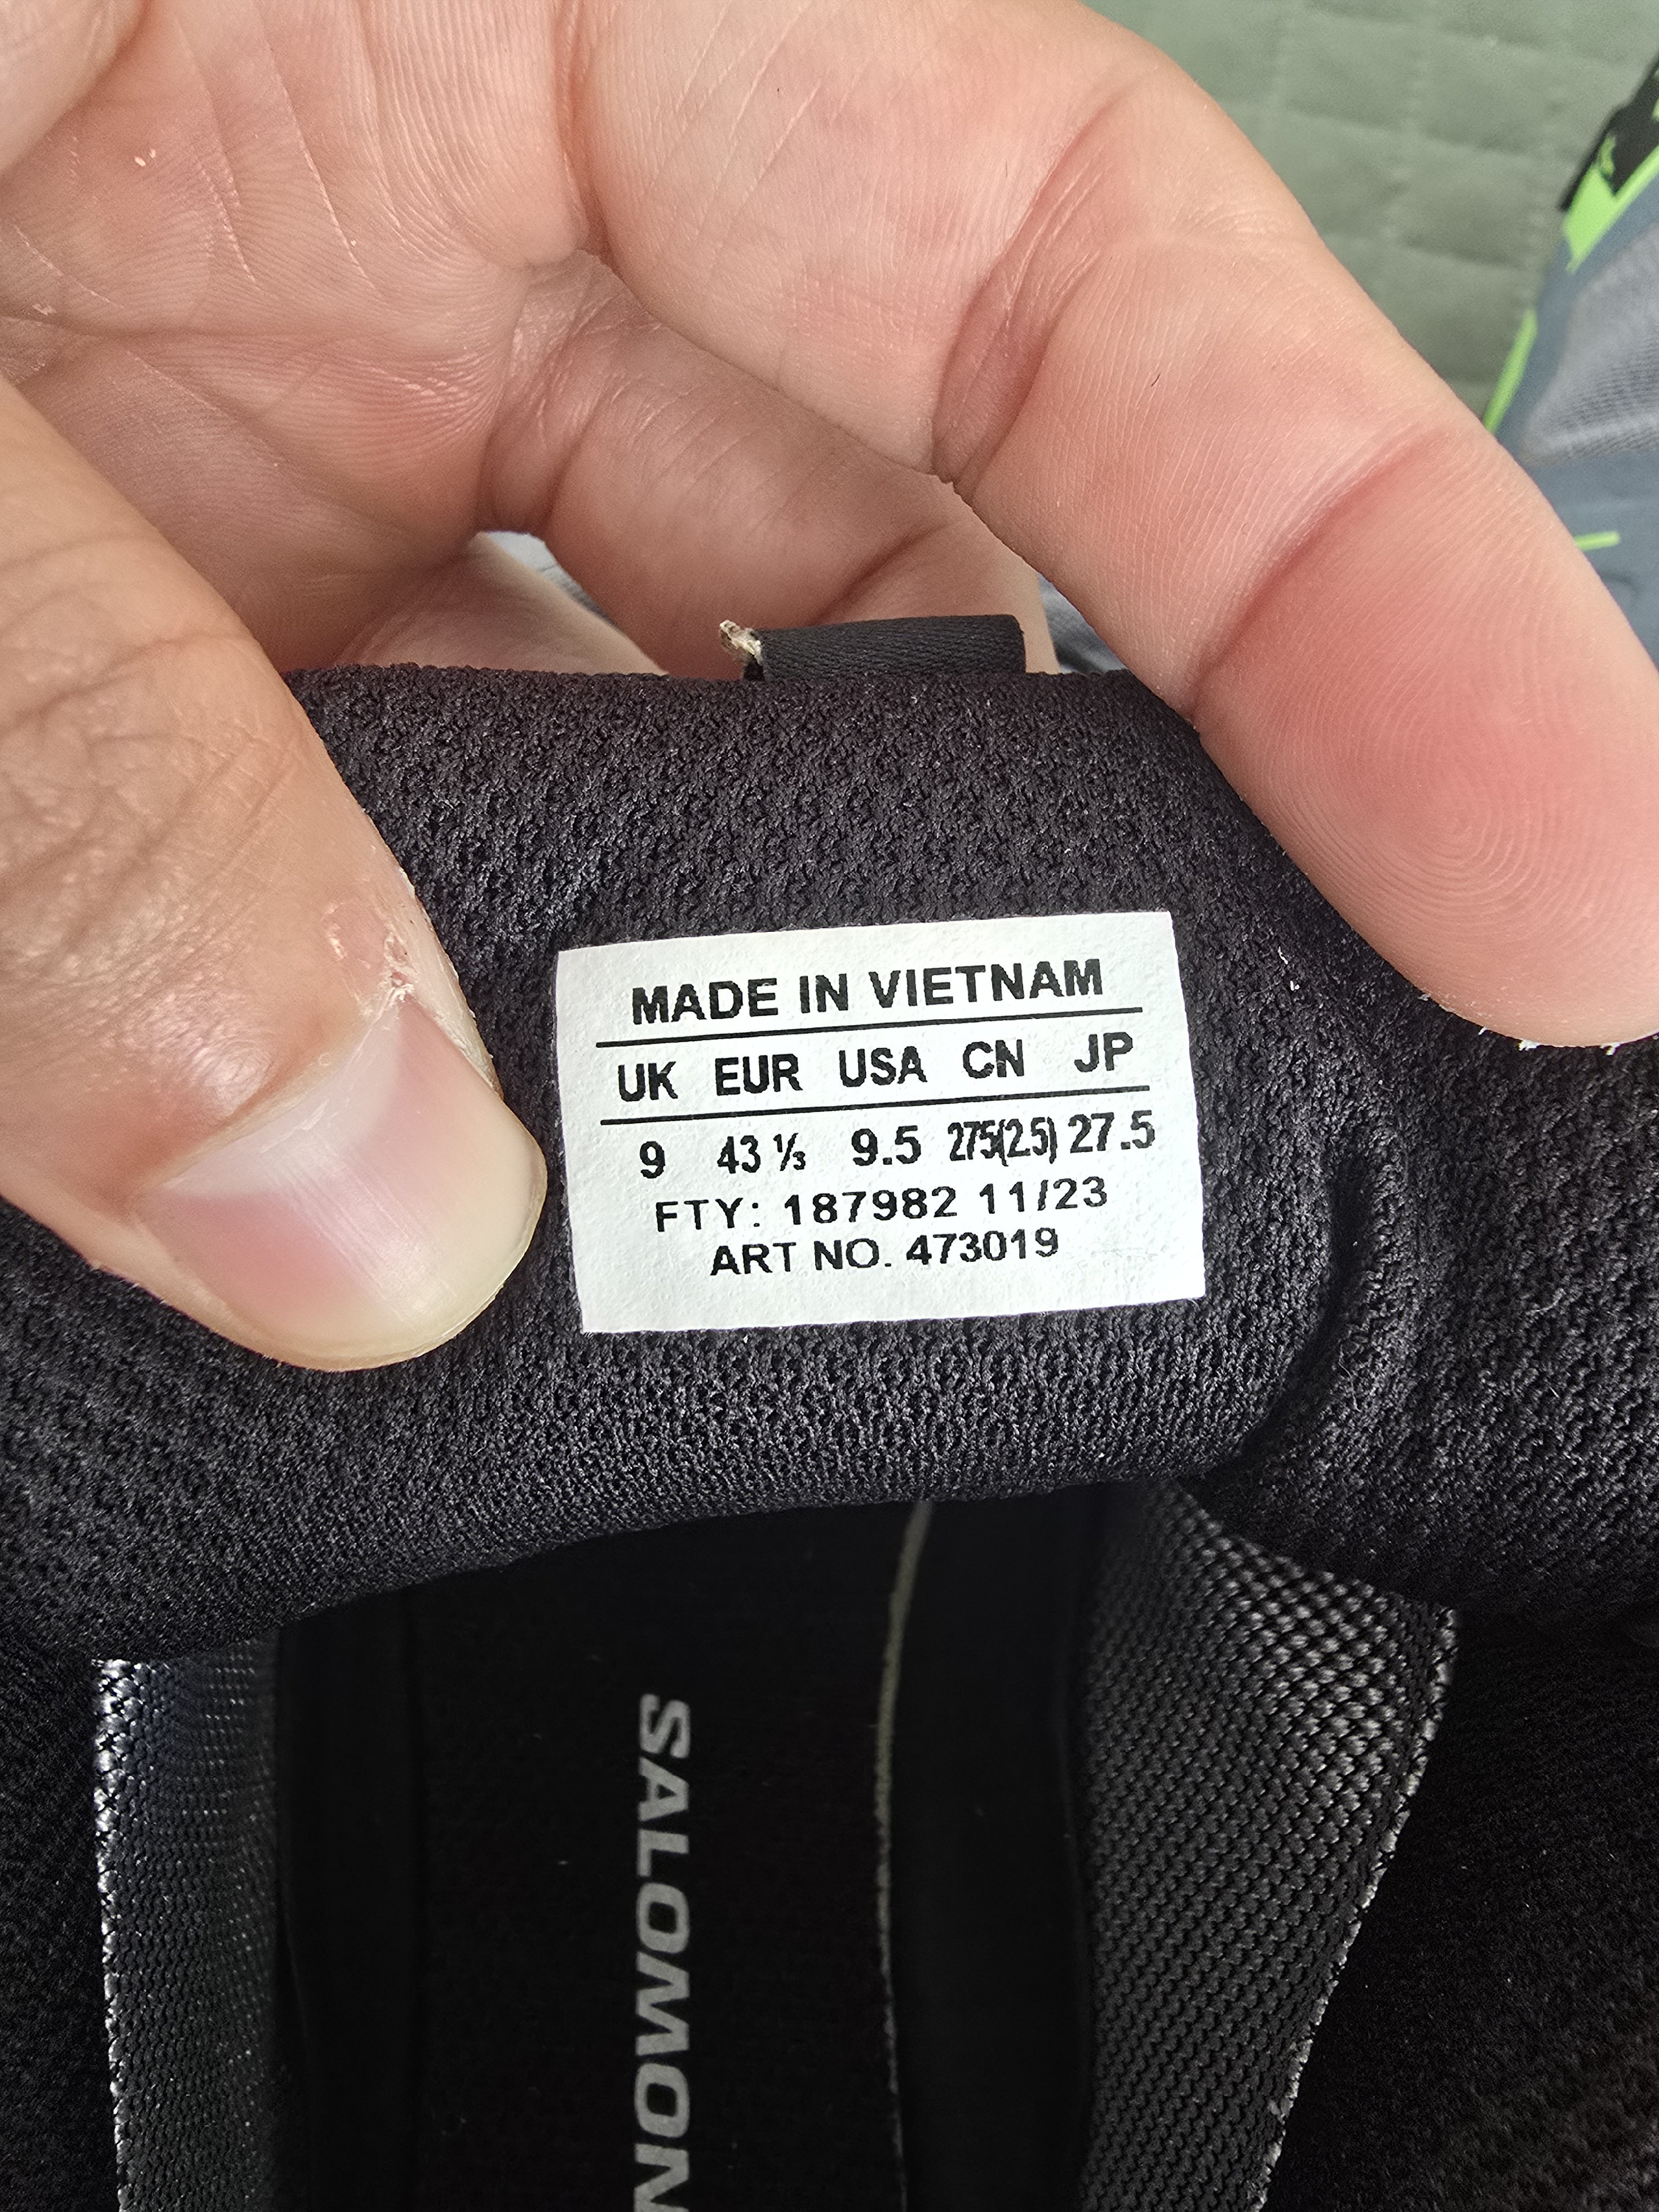 MADE IN VIETNAM
UK EUR USA CN JP
9 43 ⅓ 9.5 275(2.5) 27.5
FTY: 187982 11/23
ART NO. 473019
SALOMON